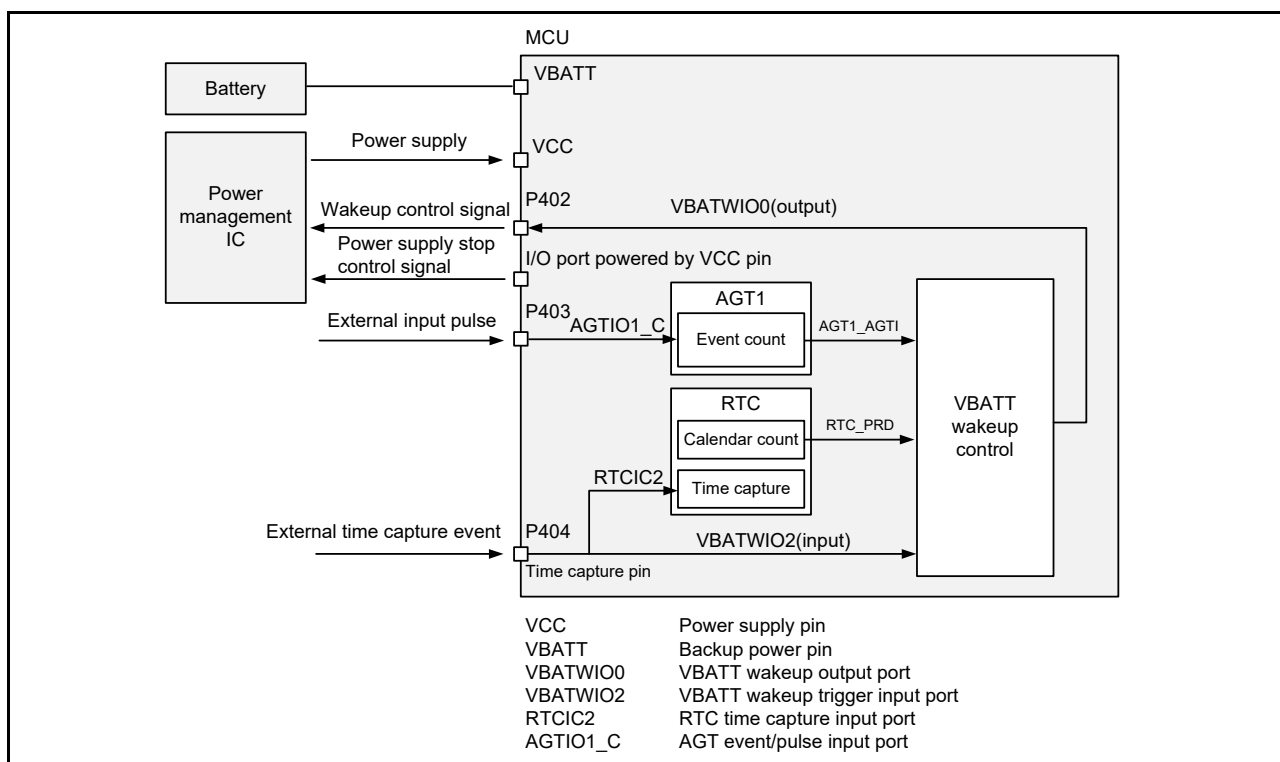 MCU
Battery
VBATT
Power supply
VCC
Power
management
IC
P402
VBATWIO0(output)
Wakeup control signal
Power supply stop
control signal
I/O port powered by VCC pin
External input pulse
P403
AGTIO1_C
AGT1
Event count
AGT1_AGTI
RTC
Calendar count
RTC_PRD
Time capture
RTCIC2
VBATT
wakeup
control
External time capture event
P404
VBATWIO2(input)
Time capture pin
VCC Power supply pin
VBATT Backup power pin
VBATWIO0 VBATT wakeup output port
VBATWIO2 VBATT wakeup trigger input port
RTCIC2 RTC time capture input port
AGTIO1_C AGT event/pulse input port